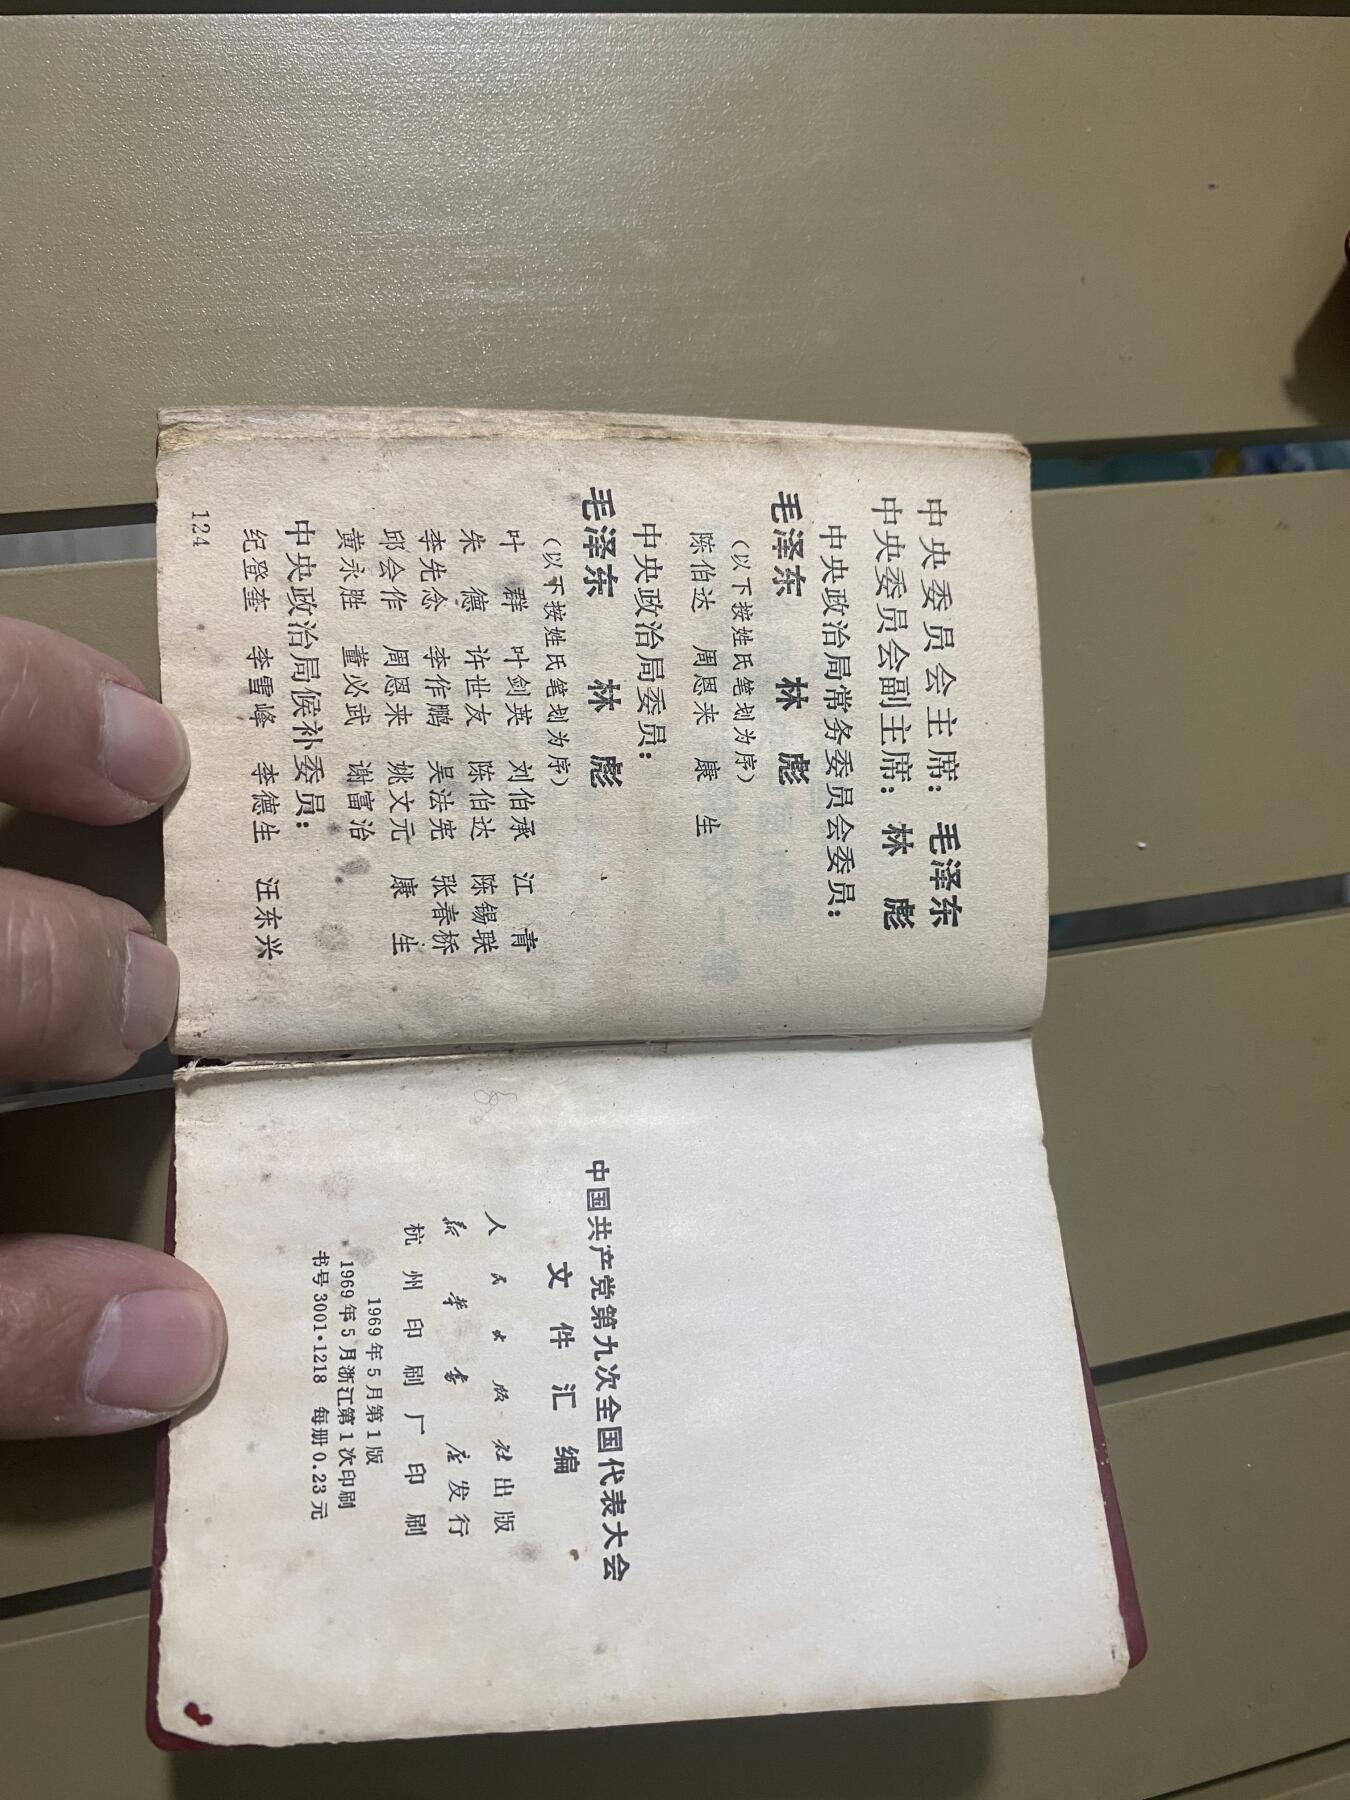 中央委员会主席：毛泽东
中央委员会副主席：林 彪
中央政治局常务委员会委员：
毛泽东 林 彪
（以下按姓氏笔划为序）
陈伯达 周恩来 康 生
中央政治局委员：
毛泽东 林 彪
（以下按姓氏笔划为序）
叶 群 叶剑英 刘伯承 江 青
朱 德 许世友 陈伯达 陈锡联
李先念 李作鹏 吴法宪 张春桥
邱会作 周恩来 姚文元 康 生
黄永胜 董必武 谢富治
中央政治局候补委员：
纪登奎 李雪峰 李德生 汪东兴
124
中国共产党第九次全国代表大会
文件汇编
人民出版社出版
新华书店发行
杭州印刷厂印刷
1969年5月第1版
1969年5月浙江第1次印刷
书号3001·1218 每册0.23元